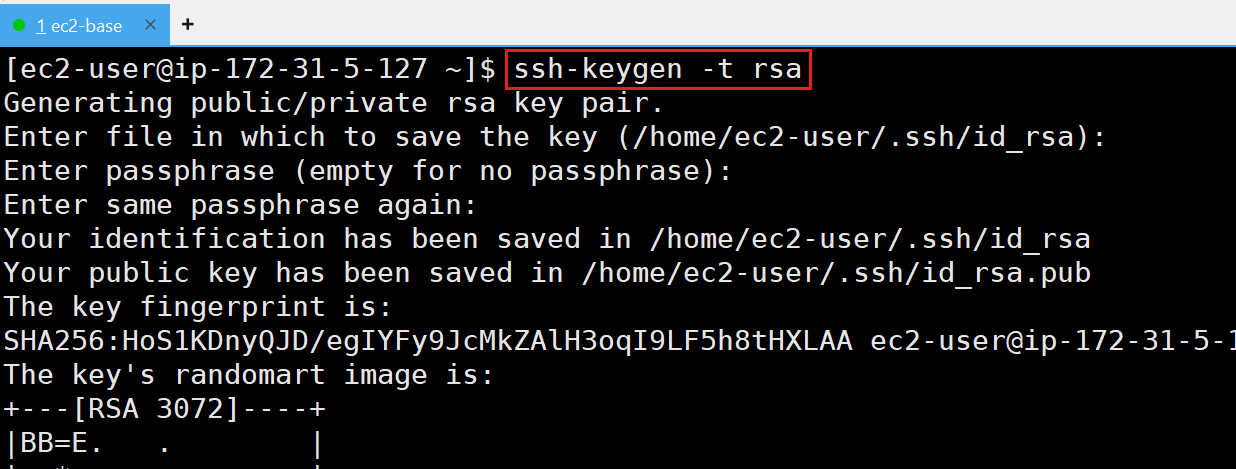 1 ec2-base × +
[ec2-user@ip-172-31-5-127 ~]$ ssh-keygen -t rsa
Generating public/private rsa key pair.
Enter file in which to save the key (/home/ec2-user/.ssh/id_rsa):
Enter passphrase (empty for no passphrase):
Enter same passphrase again:
Your identification has been saved in /home/ec2-user/.ssh/id_rsa
Your public key has been saved in /home/ec2-user/.ssh/id_rsa.pub
The key fingerprint is:
SHA256:HoS1KDnyQJD/egIYFy9JcMkZAlH3oqI9LF5h8tHXLAA ec2-user@ip-172-31-5-1
The key's randomart image is:
+---[RSA 3072]----+
|BB=E.   .        |